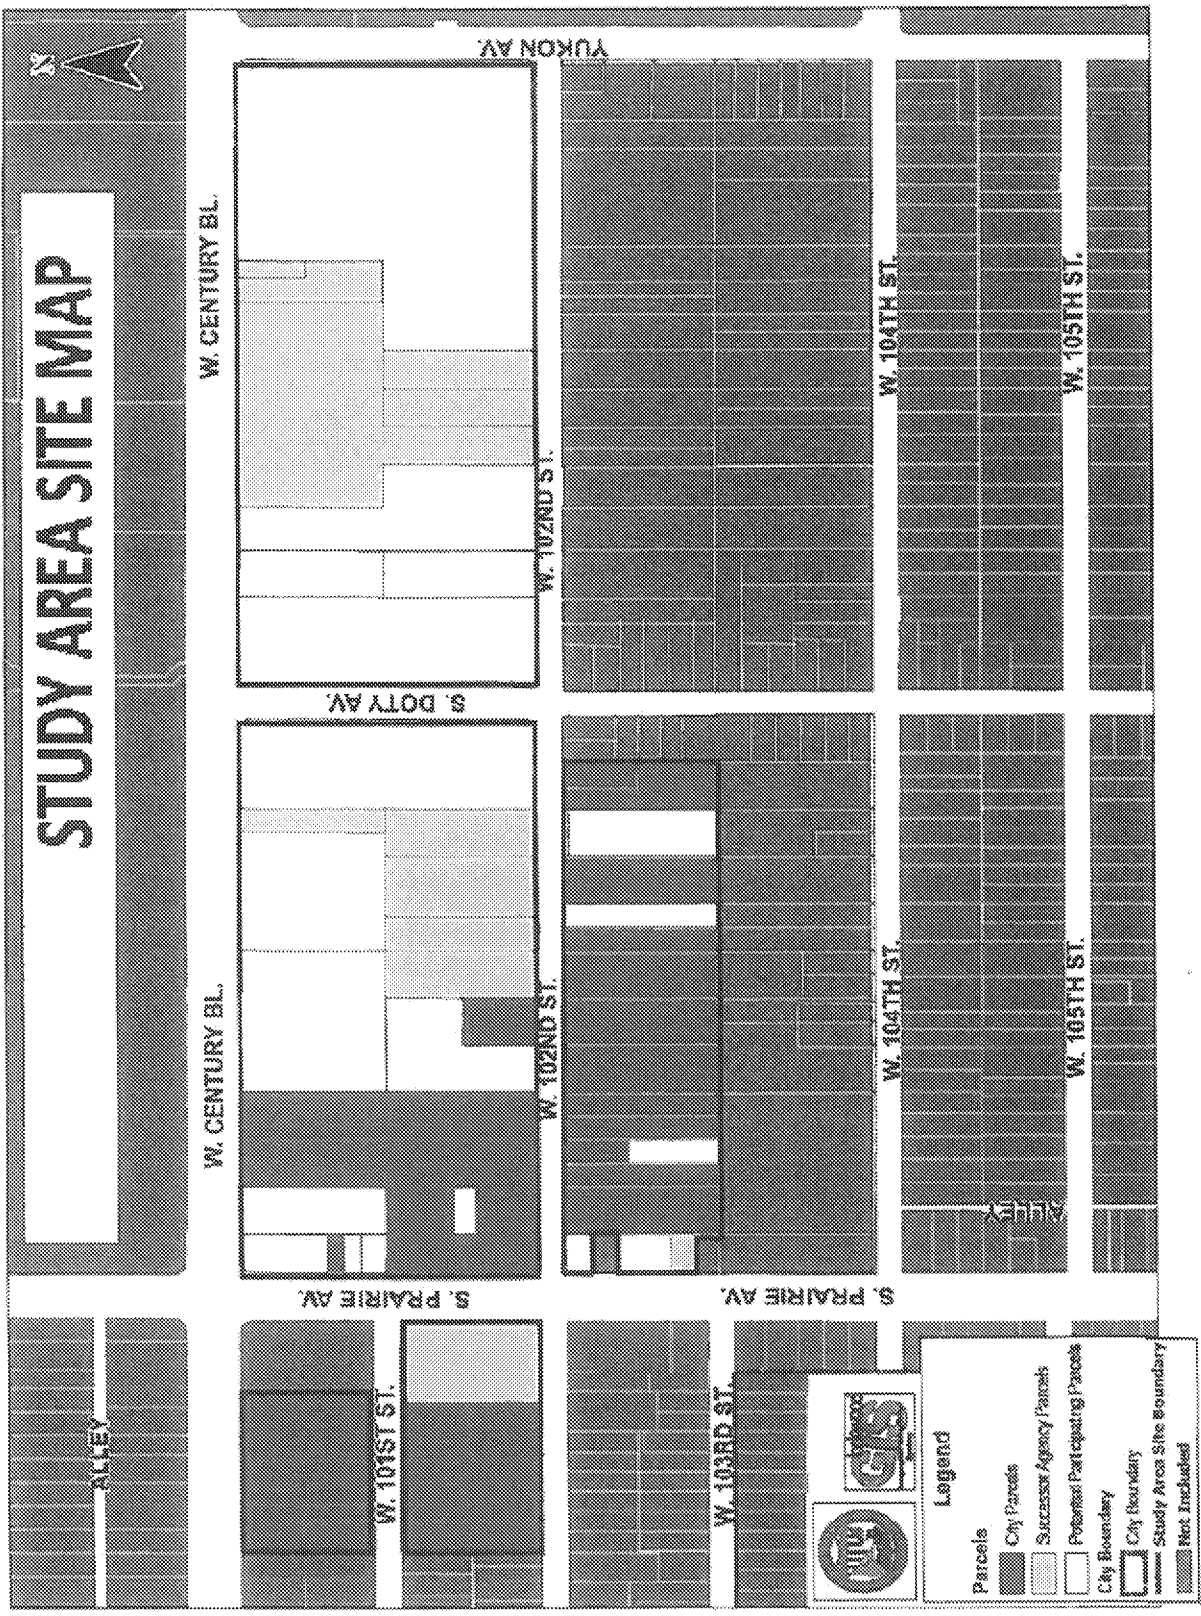 STUDY AREA SITE MAP
N
W. CENTURY BL.
W. CENTURY BL.
YUKON AV.
S. DOTY AV.
S. PRAIRIE AV.
S. PRAIRIE AV.
W. 102ND ST.
W. 102ND ST.
W. 104TH ST.
W. 104TH ST.
W. 105TH ST.
W. 105TH ST.
ALLEY
ALLEY
W. 101ST ST.
W. 103RD ST.
Legend
Parcels
City Parcels
Successor Agency Parcels
Potential Participating Parcels
City Boundary
City Boundary
Study Area Site Boundary
Not Included
GIS